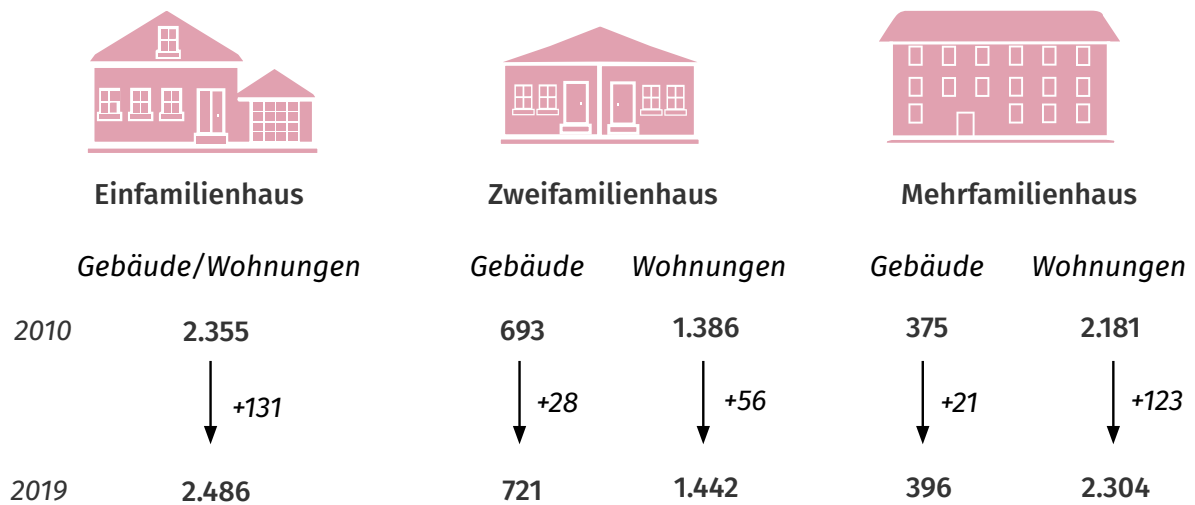 Einfamilienhaus Zweifamilienhaus Mehrfamilienhaus
Gebäude/Wohnungen Gebäude Wohnungen Gebäude Wohnungen
2010 2.355 693 1.386 375 2.181
+131 +28 +56 +21 +123
2019 2.486 721 1.442 396 2.304